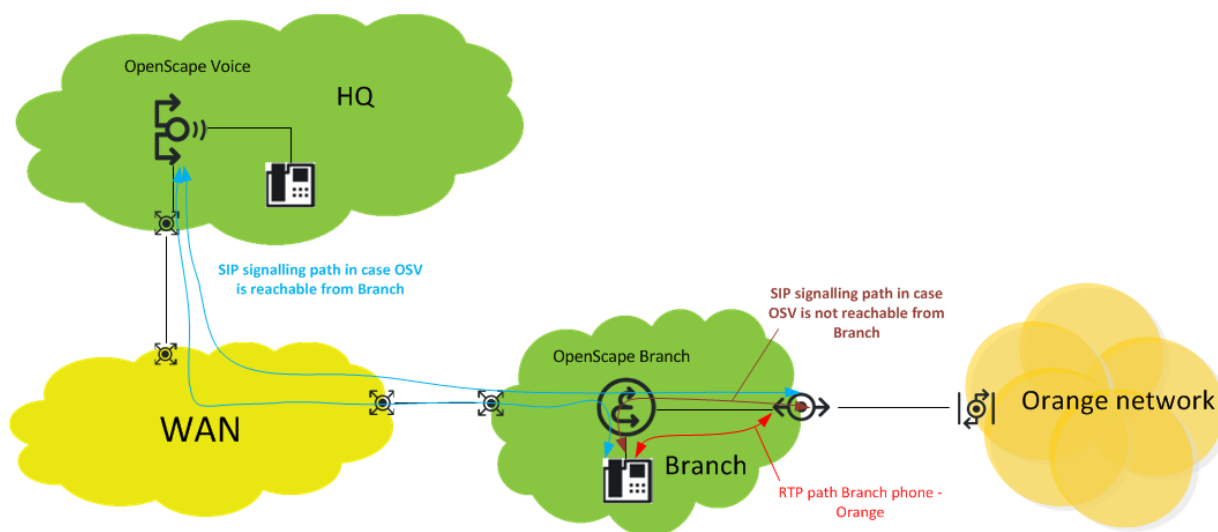 OpenScape Voice
HQ
SIP signalling path in case OSV
is reachable from Branch
SIP signalling path in case
OSV is not reachable from
Branch
OpenScape Branch
WAN
Orange network
Branch
RTP path Branch phone -
Orange